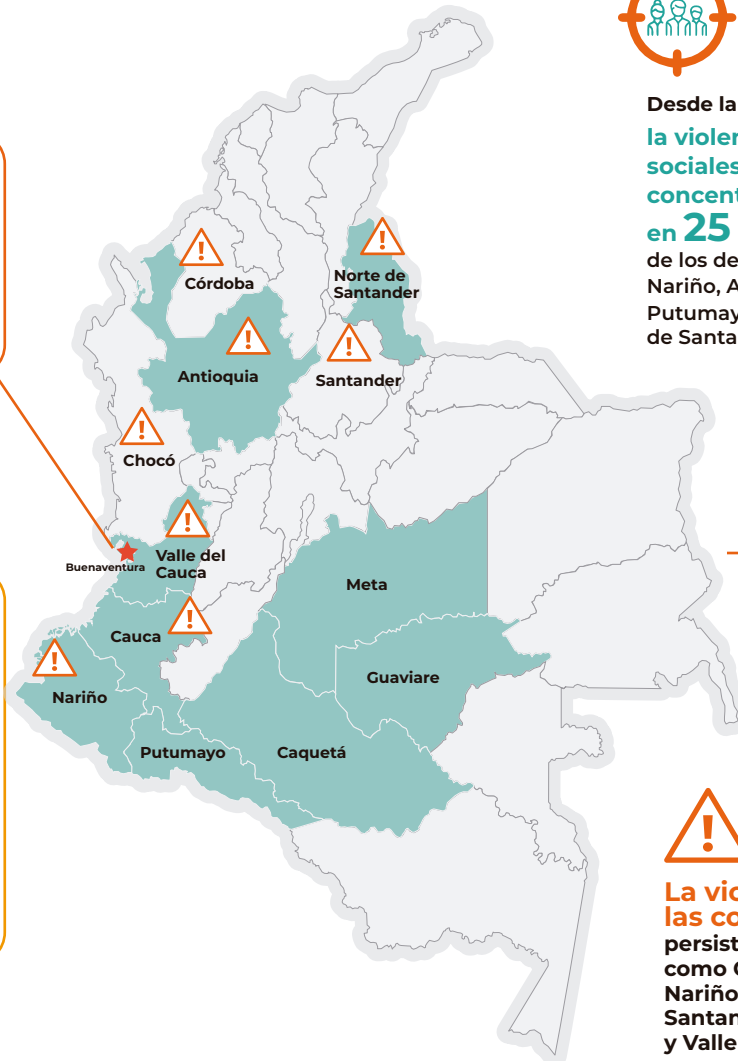 Desde la
la violen
sociales
concent
en 25
de los de
Nariño, A
Putumay
de Santa
Córdoba
Norte de
Santander
Antioquia
Santander
Chocó
Buenaventura
Valle del
Cauca
Meta
Cauca
Guaviare
Nariño
Putumayo
Caquetá
La vio
las co
persist
como C
Nariño
Santan
y Valle